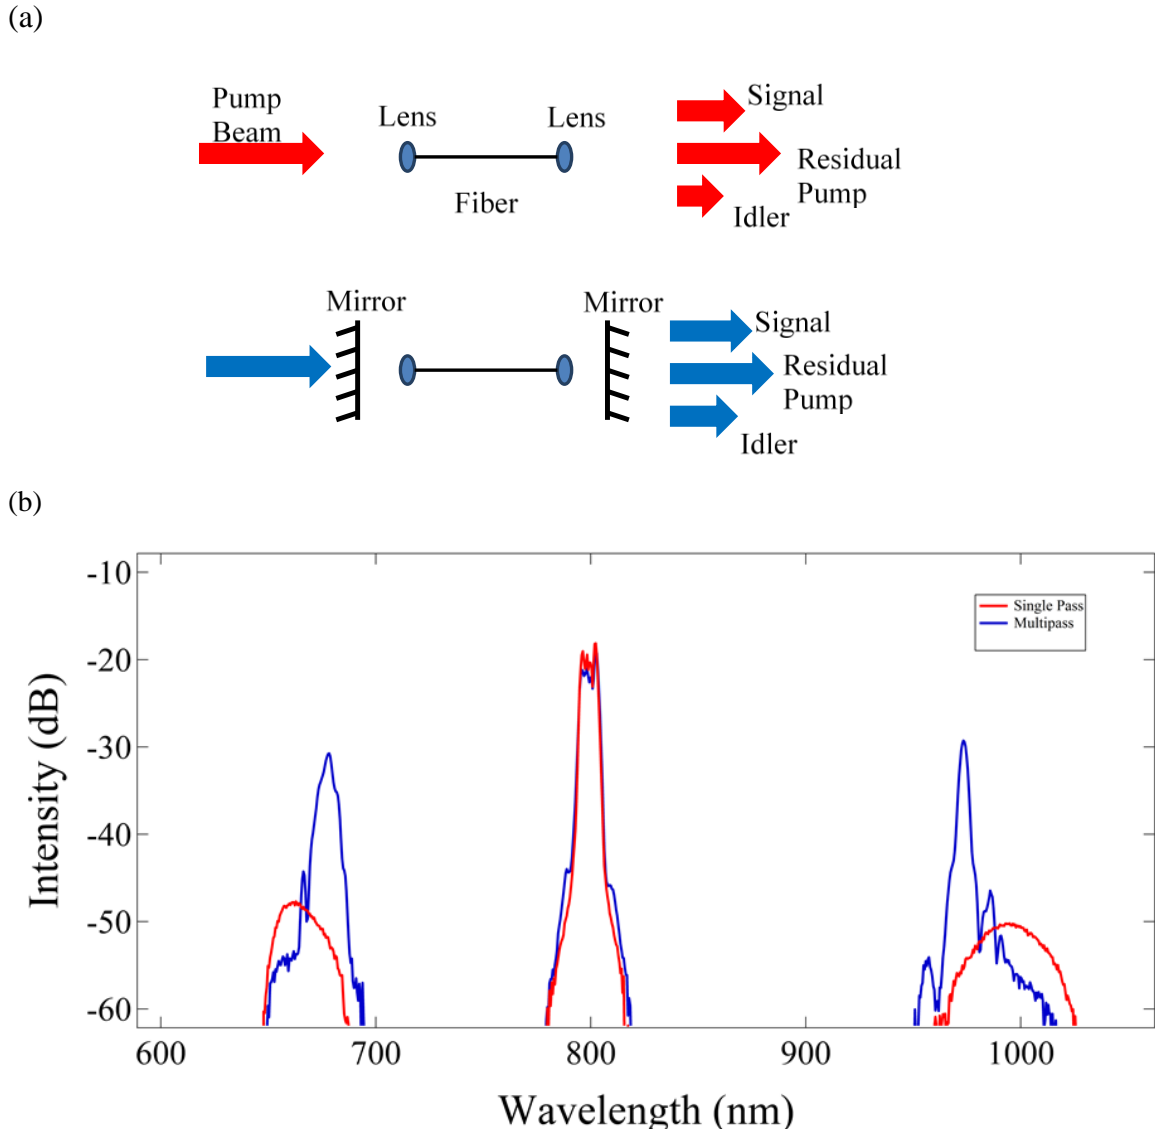 (a)
Pump
Beam
Lens
Lens
Fiber
Signal
Residual
Pump
Idler
Mirror
Mirror
Signal
Residual
Pump
Idler
(b)
-10
-20
-30
-40
-50
-60
Intensity (dB)
Single Pass
Multipass
600
700
800
900
1000
Wavelength (nm)